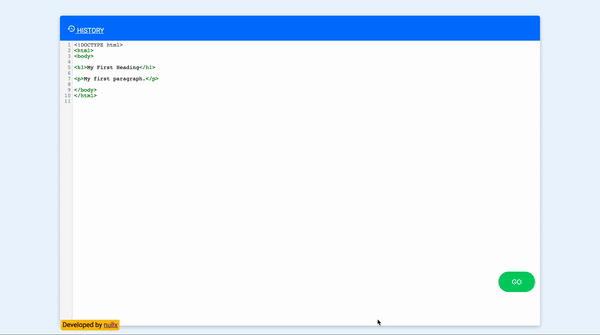 HISTORY
1 <!DOCTYPE html>
2 <html>
3 <body>
4
5 <h1>My First Heading</h1>
6
7 <p>My first paragraph.</p>
8
9 </body>
10 </html>
11
GO
Developed by nullx